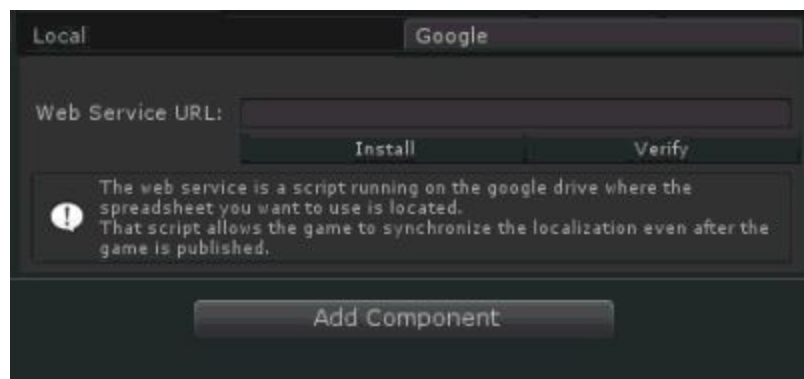 Local
Google
Web Service URL:
Install
Verify
The web service is a script running on the google drive where the
spreadsheet you want to use is located.
That script allows the game to synchronize the localization even after the
game is published.
Add Component